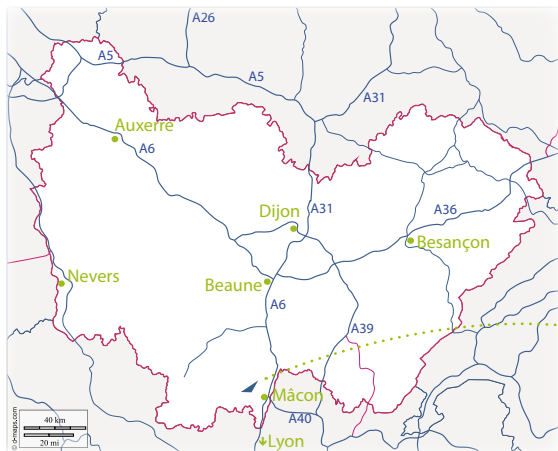 A26
A5
A5
A31
Auxerre
A6
A31
A36
Dijon
Besançon
Nevers
Beaune
A6
A39
Mâcon
A40
Lyon
40 km
20 mi
© d-maps.com